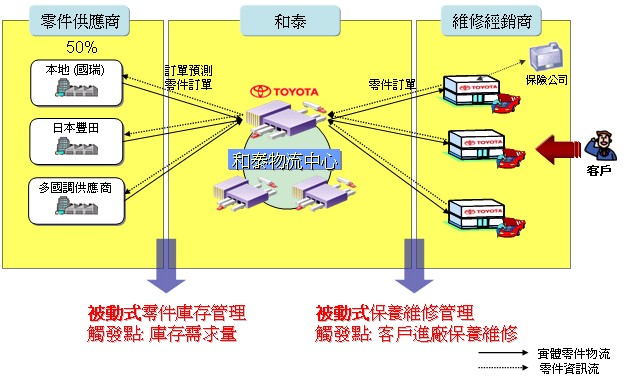 零件供應商
和泰
維修經銷商
50%
本地 (國瑞)
日本豐田
多國調供應商
訂單預測
零件訂單
TOYOTA
和泰物流中心
零件訂單
保險公司
TOYOTA
TOYOTA
TOYOTA
客戶
被動式零件庫存管理
觸發點: 庫存需求量
被動式保養維修管理
觸發點: 客戶進廠保養維修
實體零件物流
零件資訊流